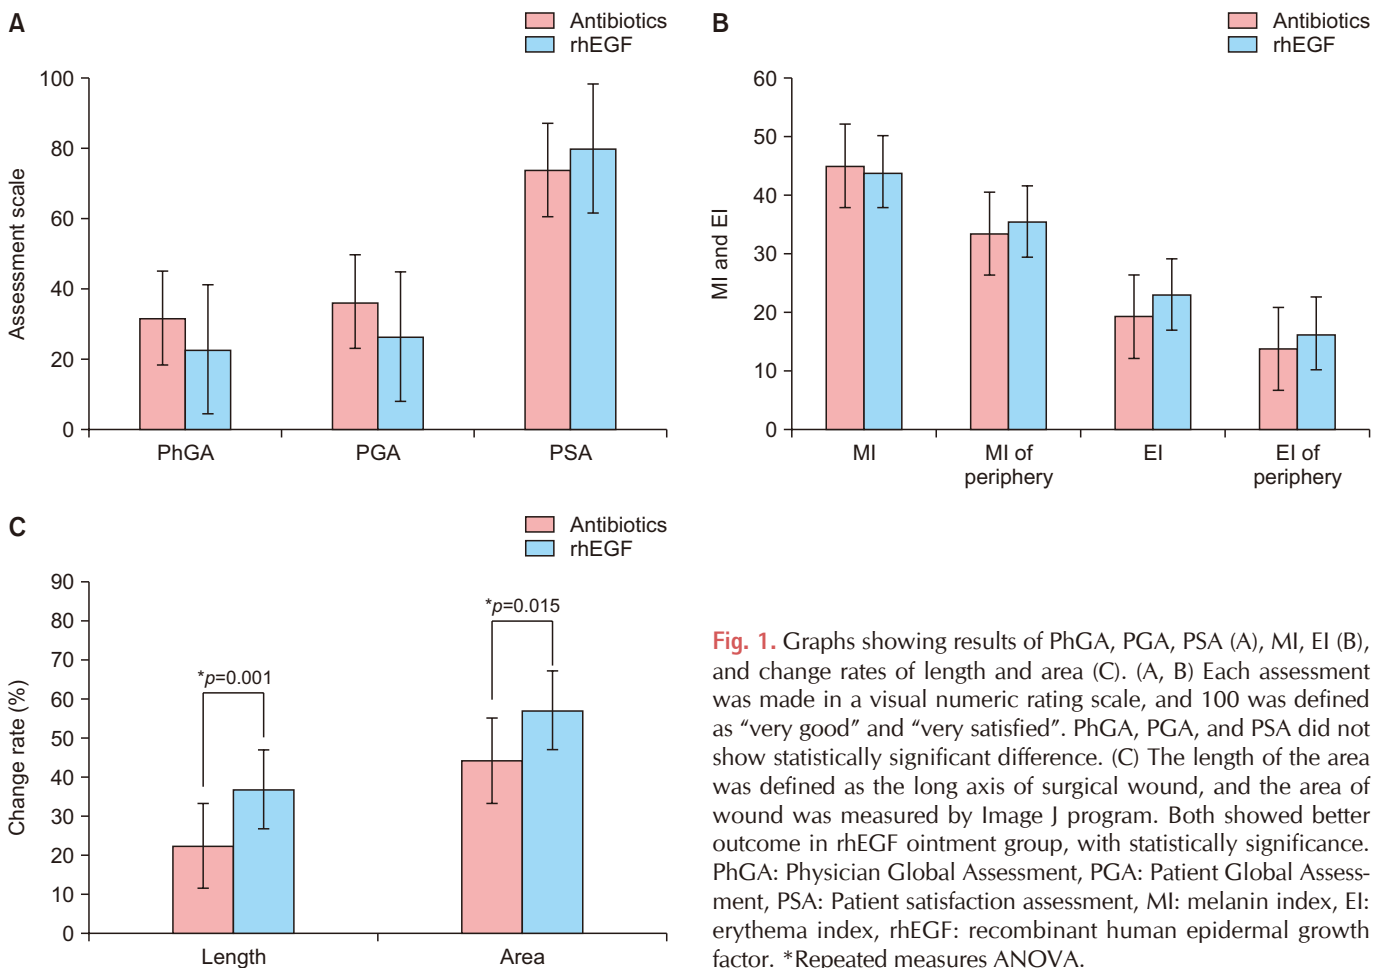 A
Antibiotics
rhEGF
100
80
60
40
20
0
Assessment scale
PhGA
PGA
PSA
B
Antibiotics
rhEGF
60
50
40
30
20
10
0
MI and EI
MI
MI of
periphery
EI
EI of
periphery
C
Antibiotics
rhEGF
90
80
70
60
50
40
30
20
10
0
Change rate (%)
*p=0.001
*p=0.015
Length
Area
Fig. 1. Graphs showing results of PhGA, PGA, PSA (A), MI, EI (B),
and change rates of length and area (C). (A, B) Each assessment
was made in a visual numeric rating scale, and 100 was defined
as “very good” and “very satisfied”. PhGA, PGA, and PSA did not
show statistically significant difference. (C) The length of the area
was defined as the long axis of surgical wound, and the area of
wound was measured by Image J program. Both showed better
outcome in rhEGF ointment group, with statistically significance.
PhGA: Physician Global Assessment, PGA: Patient Global Assess-
ment, PSA: Patient satisfaction assessment, MI: melanin index, EI:
erythema index, rhEGF: recombinant human epidermal growth
factor. *Repeated measures ANOVA.